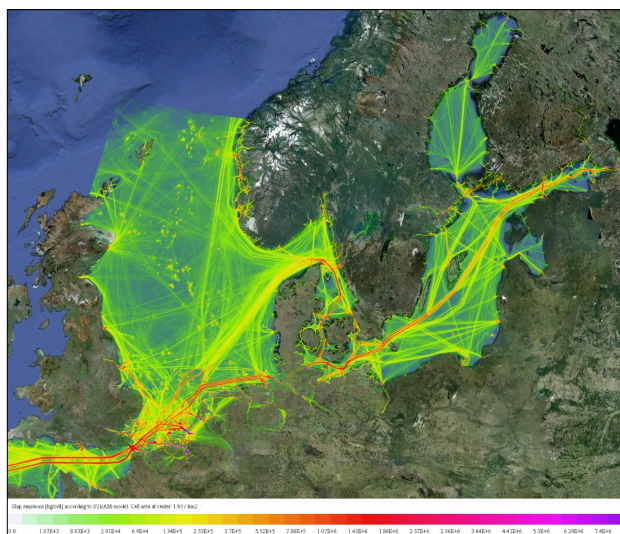 Ship emissions [kg/cell] according to STEAM-model. Cell area at center: 1.457 km2
0.0 1.07E+3 8.43E+3 2.91E+4 6.9E+4 1.34E+5 2.33E+5 3.7E+5 5.52E+5 7.86E+5 1.07E+6 1.43E+6 1.86E+6 2.37E+6 2.96E+6 3.64E+6 4.43E+6 5.3E+6 6.29E+6 7.4E+6